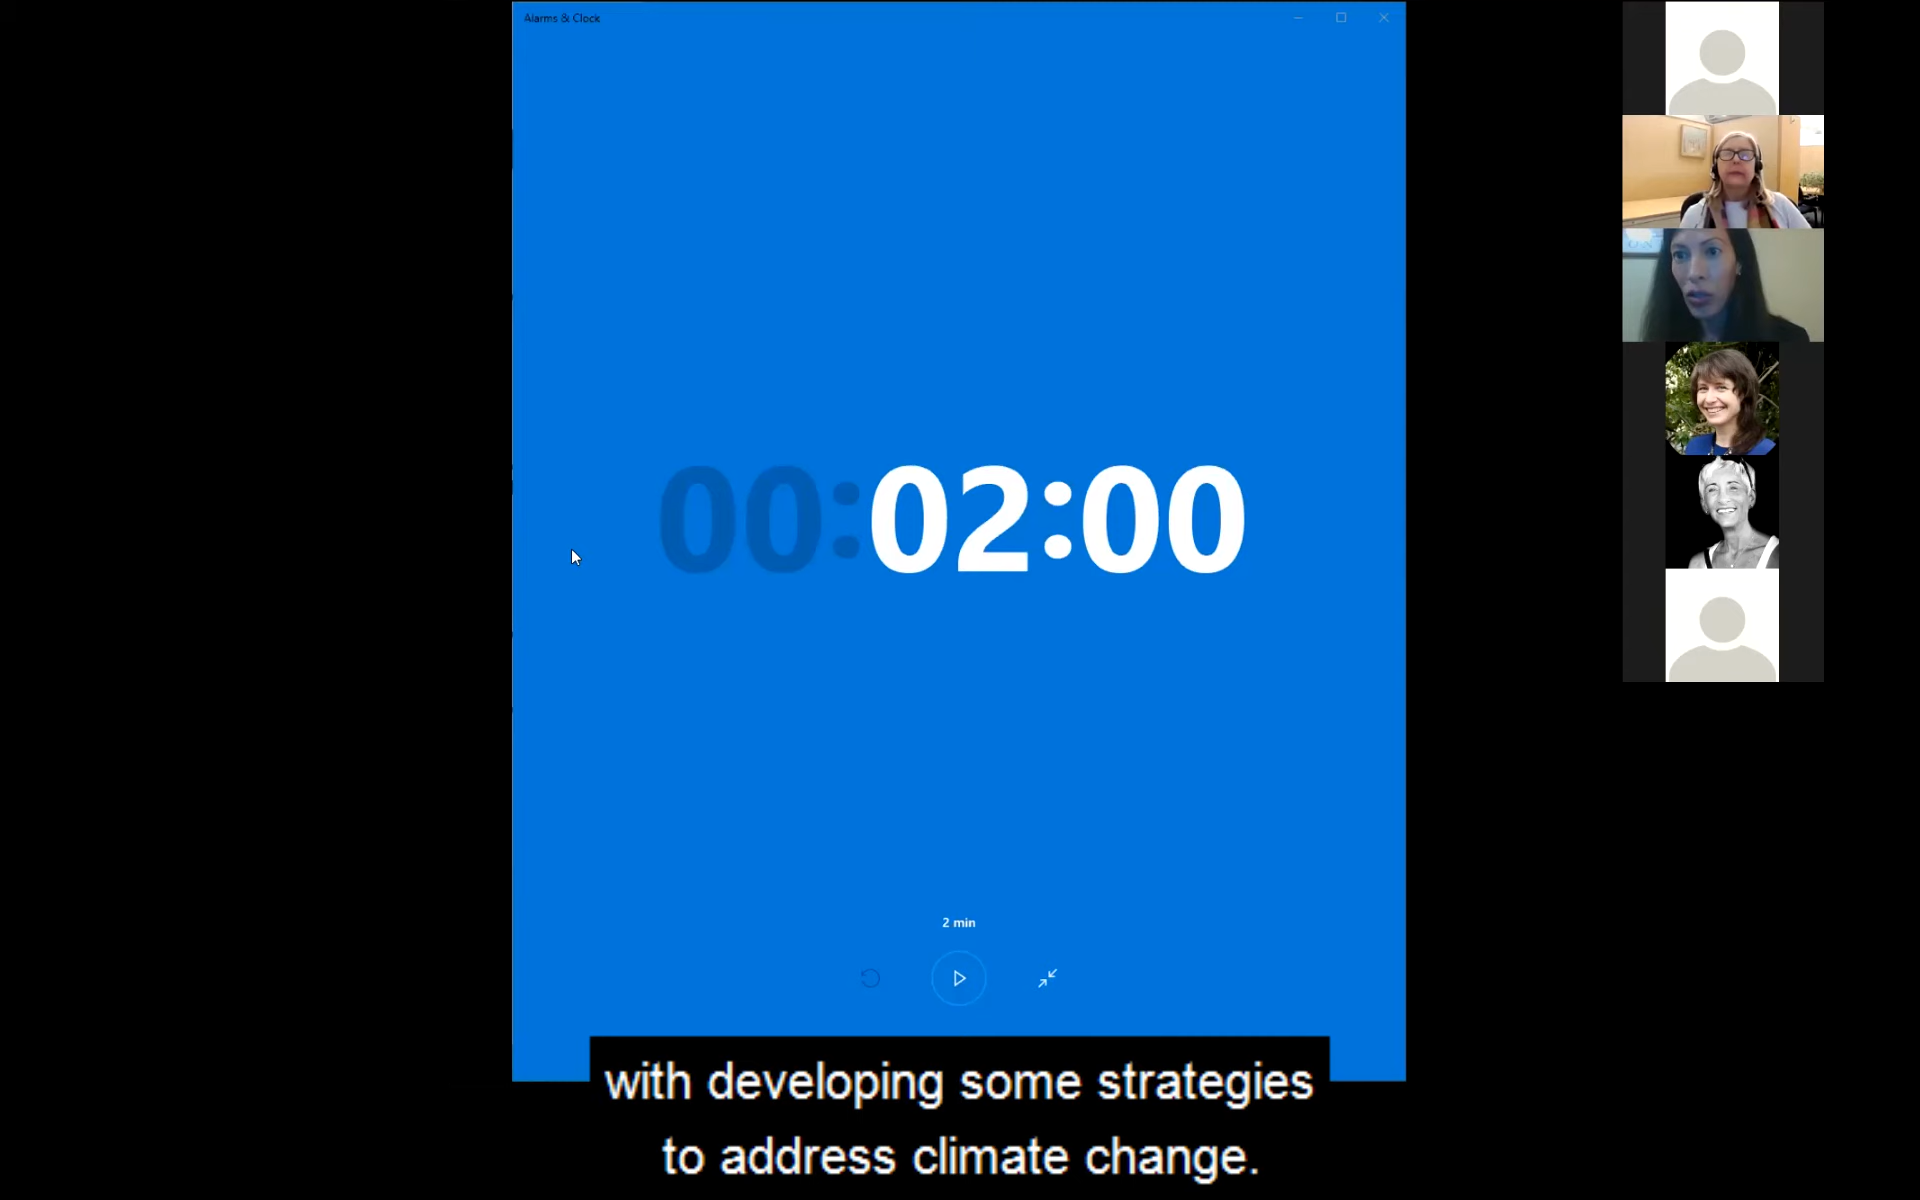 Alarms & Clock
00:02:00
2 min
with developing some strategies
to address climate change.